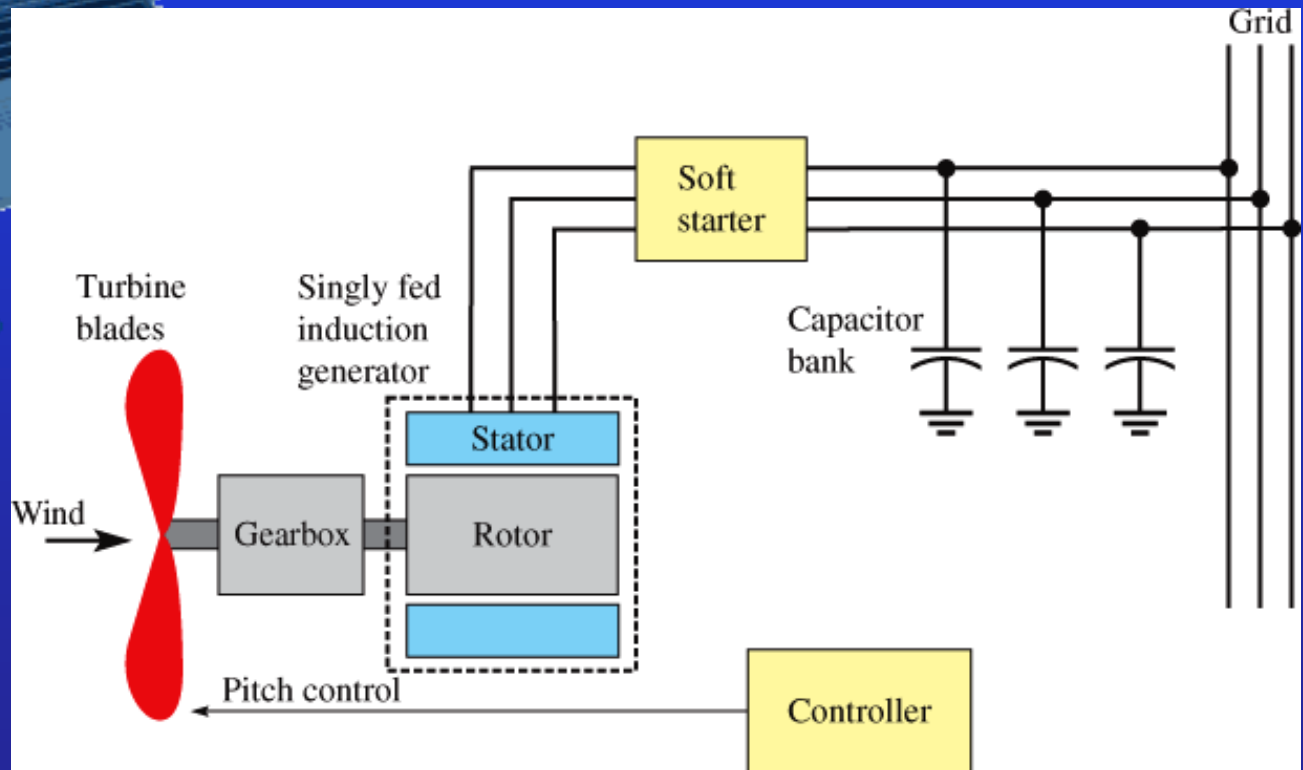 Grid
Soft
starter
Turbine
blades
Singly fed
induction
generator
Capacitor
bank
Stator
Wind
Gearbox
Rotor
Pitch control
Controller